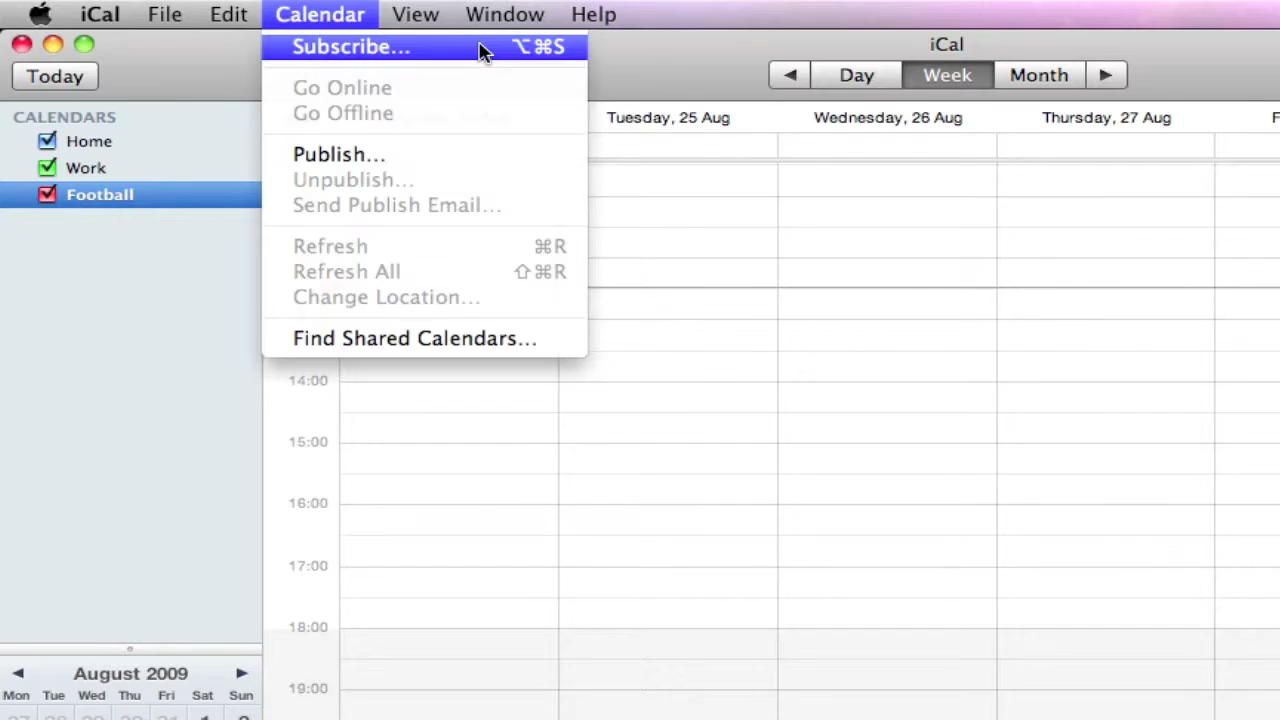 iCal File Edit Calendar View Window Help
iCal
Today
Day Week Month
Subscribe... ⌥⌘S
Go Online
Go Offline
Publish...
Unpublish...
Send Publish Email...
Refresh ⌘R
Refresh All ⇧⌘R
Change Location...
Find Shared Calendars...
CALENDARS
Home
Work
Football
Tuesday, 25 Aug Wednesday, 26 Aug Thursday, 27 Aug F
14:00
15:00
16:00
17:00
18:00
19:00
August 2009
Mon Tue Wed Thu Fri Sat Sun